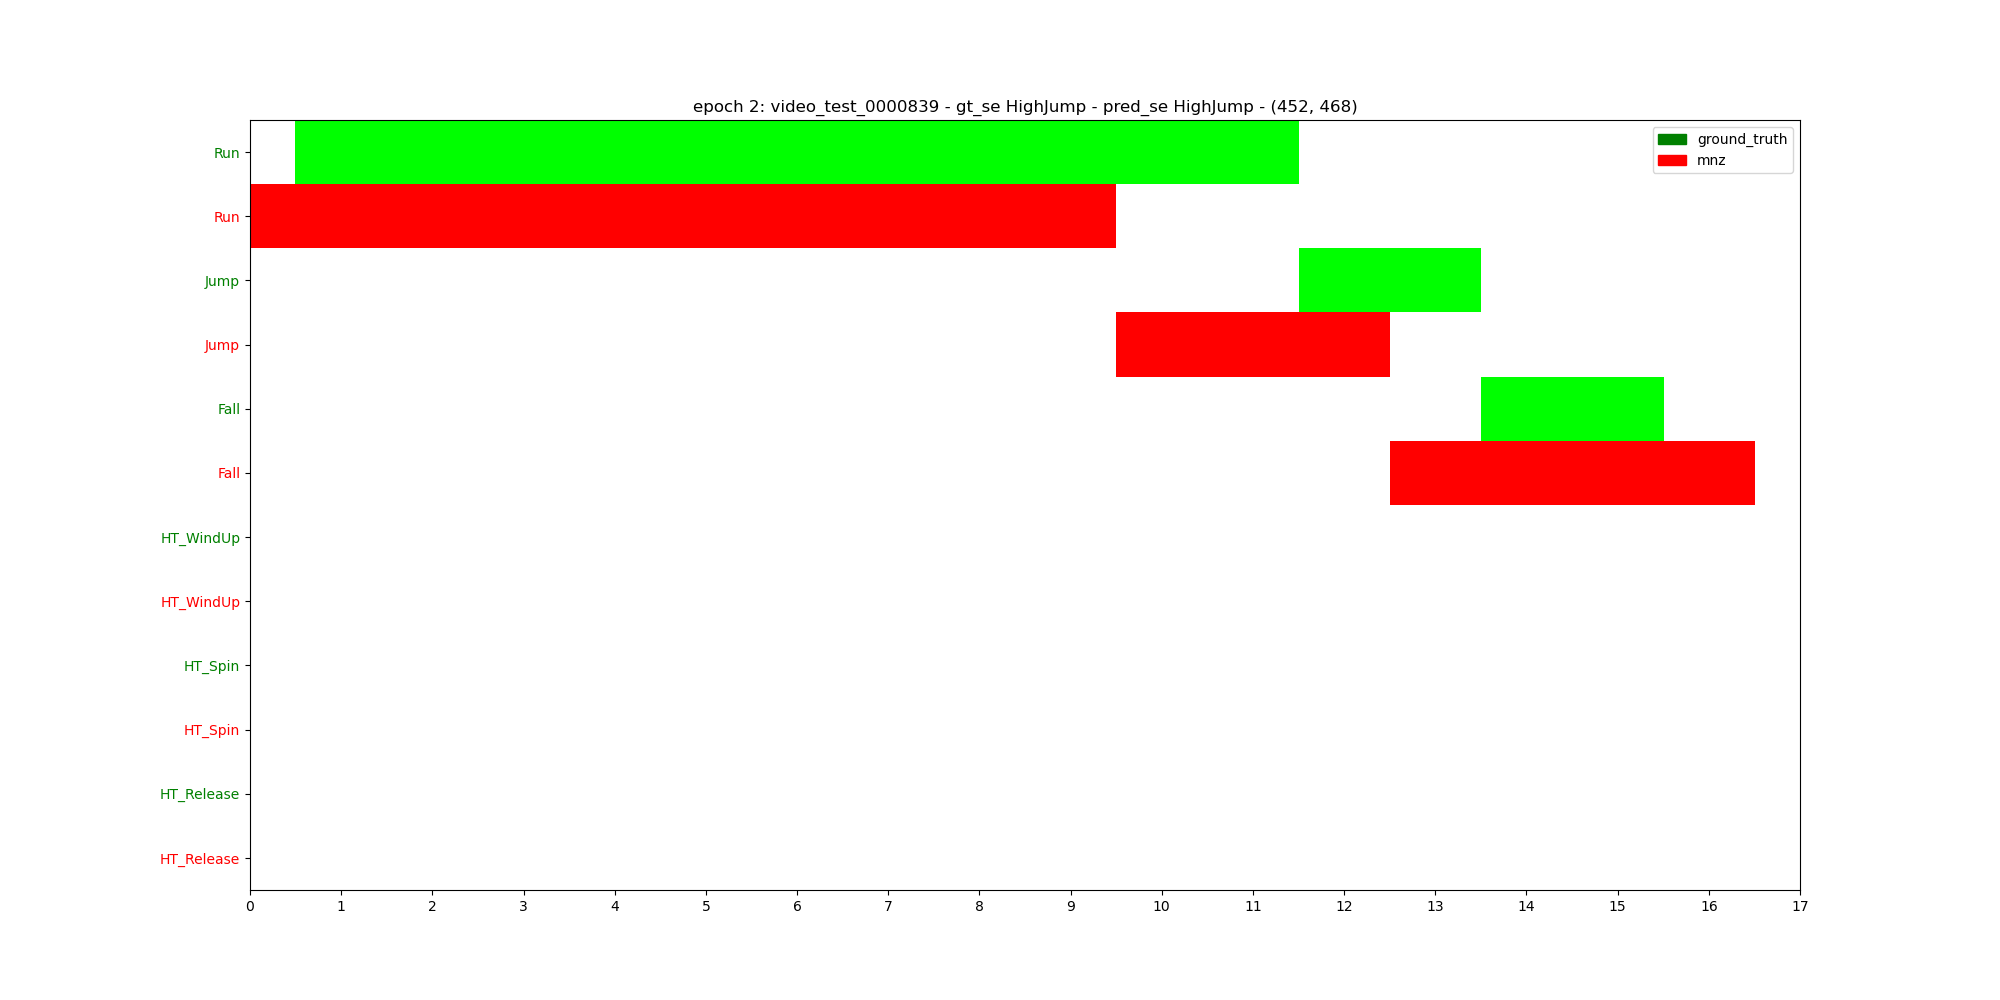 epoch 2: video_test_0000839 - gt_se HighJump - pred_se HighJump - (452, 468)
ground_truth
mnz
Run
Run
Jump
Jump
Fall
Fall
HT_WindUp
HT_WindUp
HT_Spin
HT_Spin
HT_Release
HT_Release
0 1 2 3 4 5 6 7 8 9 10 11 12 13 14 15 16 17